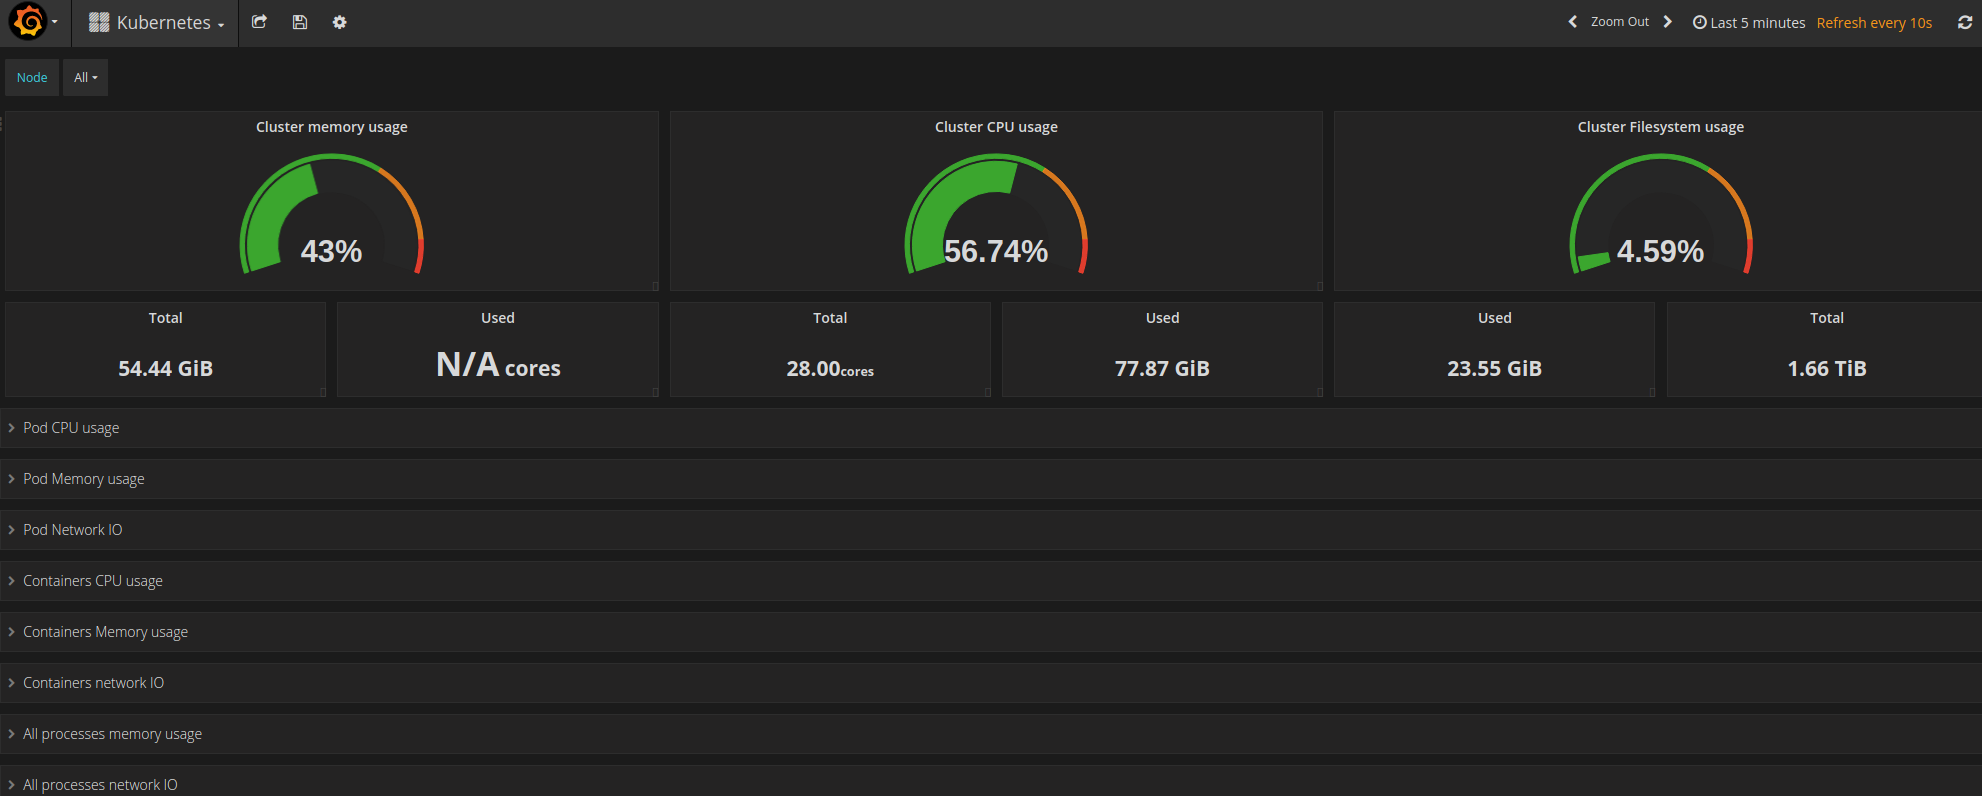 Kubernetes
Zoom Out
Last 5 minutes
Refresh every 10s
Node
All
Cluster memory usage
43%
Cluster CPU usage
56.74%
Cluster Filesystem usage
4.59%
Total
54.44 GiB
Used
N/A cores
Total
28.00cores
Used
77.87 GiB
Used
23.55 GiB
Total
1.66 TiB
Pod CPU usage
Pod Memory usage
Pod Network IO
Containers CPU usage
Containers Memory usage
Containers network IO
All processes memory usage
All processes network IO